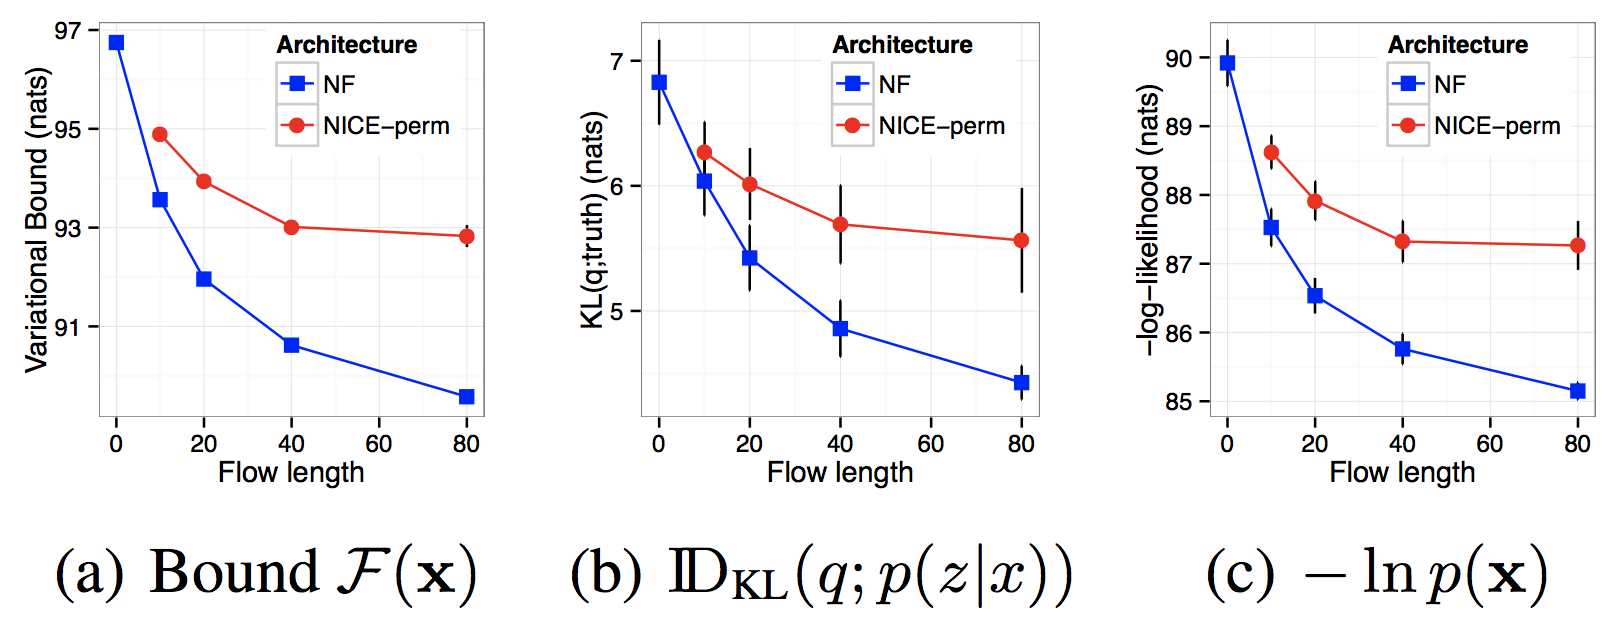 97
95
93
91
Variational Bound (nats)
Architecture
NF
NICE−perm
0 20 40 60 80
Flow length
(a) Bound 𝓕(𝐱)
7
6
5
KL(q;truth) (nats)
Architecture
NF
NICE−perm
0 20 40 60 80
Flow length
(b) 𝔻KL(q; p(z|x))
90
89
88
87
86
85
−log−likelihood (nats)
Architecture
NF
NICE−perm
0 20 40 60 80
Flow length
(c) − ln p(𝐱)